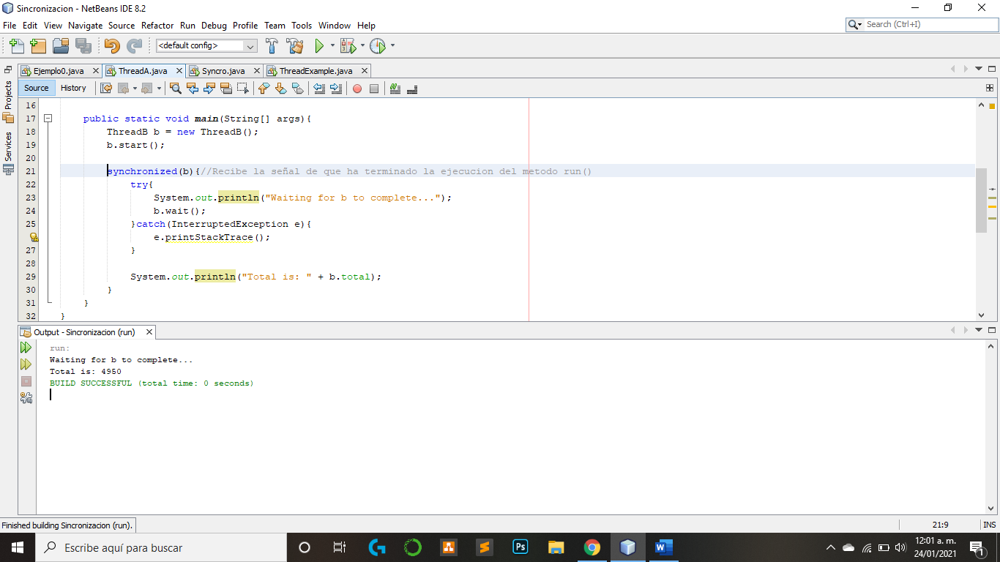 Sincronizacion - NetBeans IDE 8.2
File Edit View Navigate Source Refactor Run Debug Profile Team Tools Window Help
Search (Ctrl+I)
<default config>
Ejemplo0.java ThreadA.java Syncro.java ThreadExample.java
Projects
Services
Source History
16
17 public static void main(String[] args){
18 ThreadB b = new ThreadB();
19 b.start();
20
21 synchronized(b){//Recibe la señal de que ha terminado la ejecucion del metodo run()
22 try{
23 System.out.println("Waiting for b to complete...");
24 b.wait();
25 }catch(InterruptedException e){
e.printStackTrace();
27 }
28
29 System.out.println("Total is: " + b.total);
30 }
31 }
32 }
Output - Sincronizacion (run)
run:
Waiting for b to complete...
Total is: 4950
BUILD SUCCESSFUL (total time: 0 seconds)
Finished building Sincronizacion (run).
21:9 INS
Escribe aquí para buscar
Ps
W
12:01 a. m.
24/01/2021
1